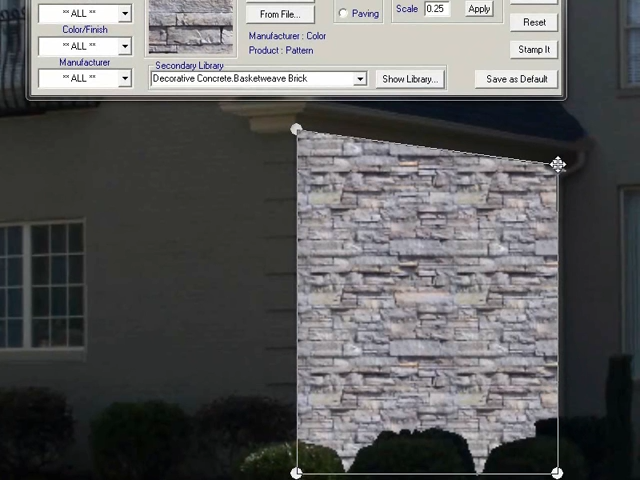 ** ALL **
From File...
Paving
Scale 0.25 Apply
Color/Finish
Reset
** ALL **
Manufacturer : Color
Product : Pattern
Stamp It
Manufacturer
Secondary Library
** ALL **
Decorative Concrete.Basketweave Brick
Show Library...
Save as Default